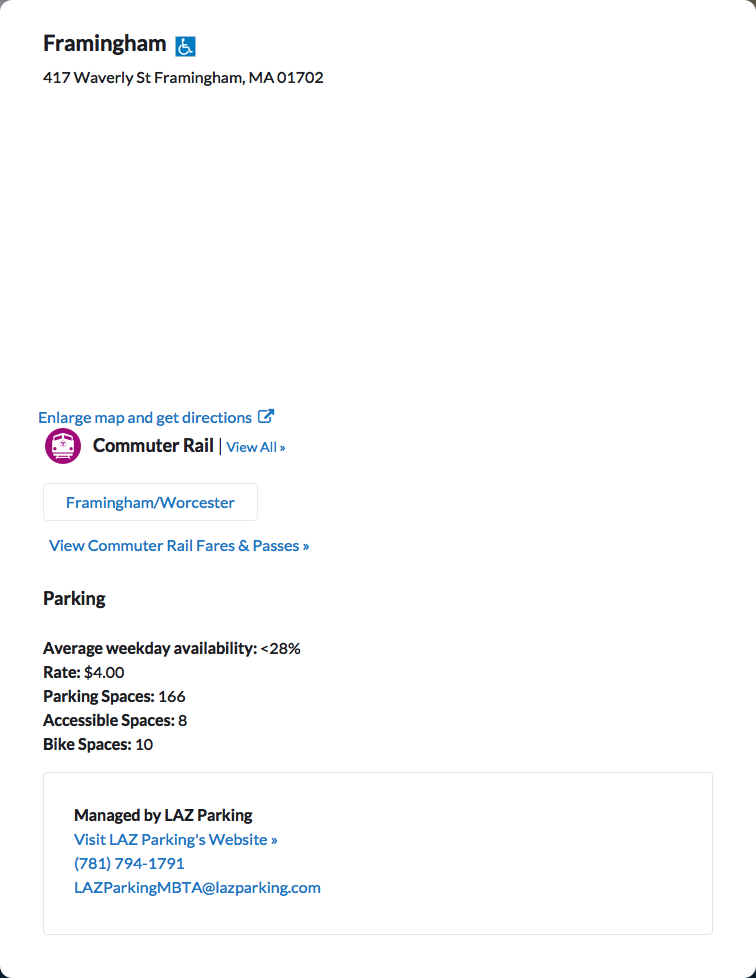 Framingham
417 Waverly St Framingham, MA 01702
Enlarge map and get directions
Commuter Rail | View All »
Framingham/Worcester
View Commuter Rail Fares & Passes »
Parking
Average weekday availability: <28%
Rate: $4.00
Parking Spaces: 166
Accessible Spaces: 8
Bike Spaces: 10
Managed by LAZ Parking
Visit LAZ Parking's Website »
(781) 794-1791
LAZParkingMBTA@lazparking.com